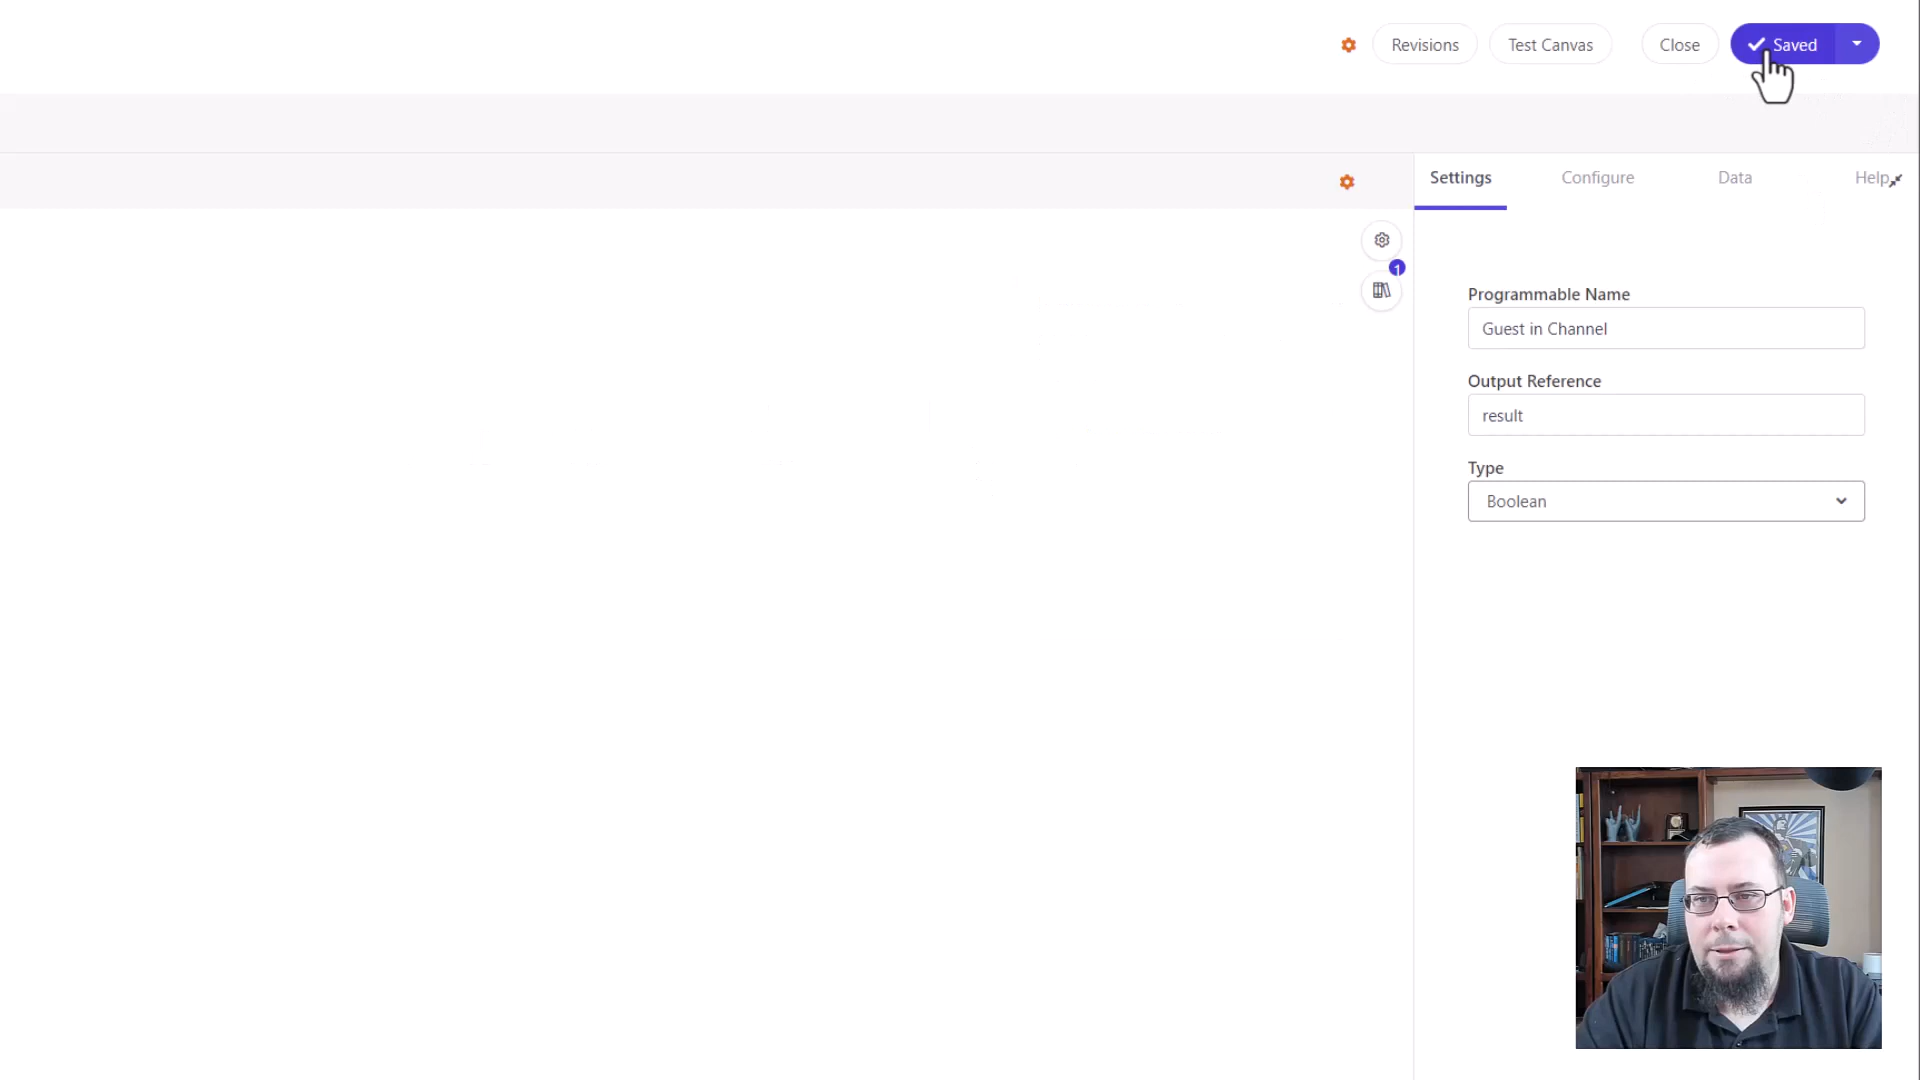 Revisions
Test Canvas
Close
Saved
Settings
Configure
Data
Help
1
Programmable Name
Guest in Channel
Output Reference
result
Type
Boolean